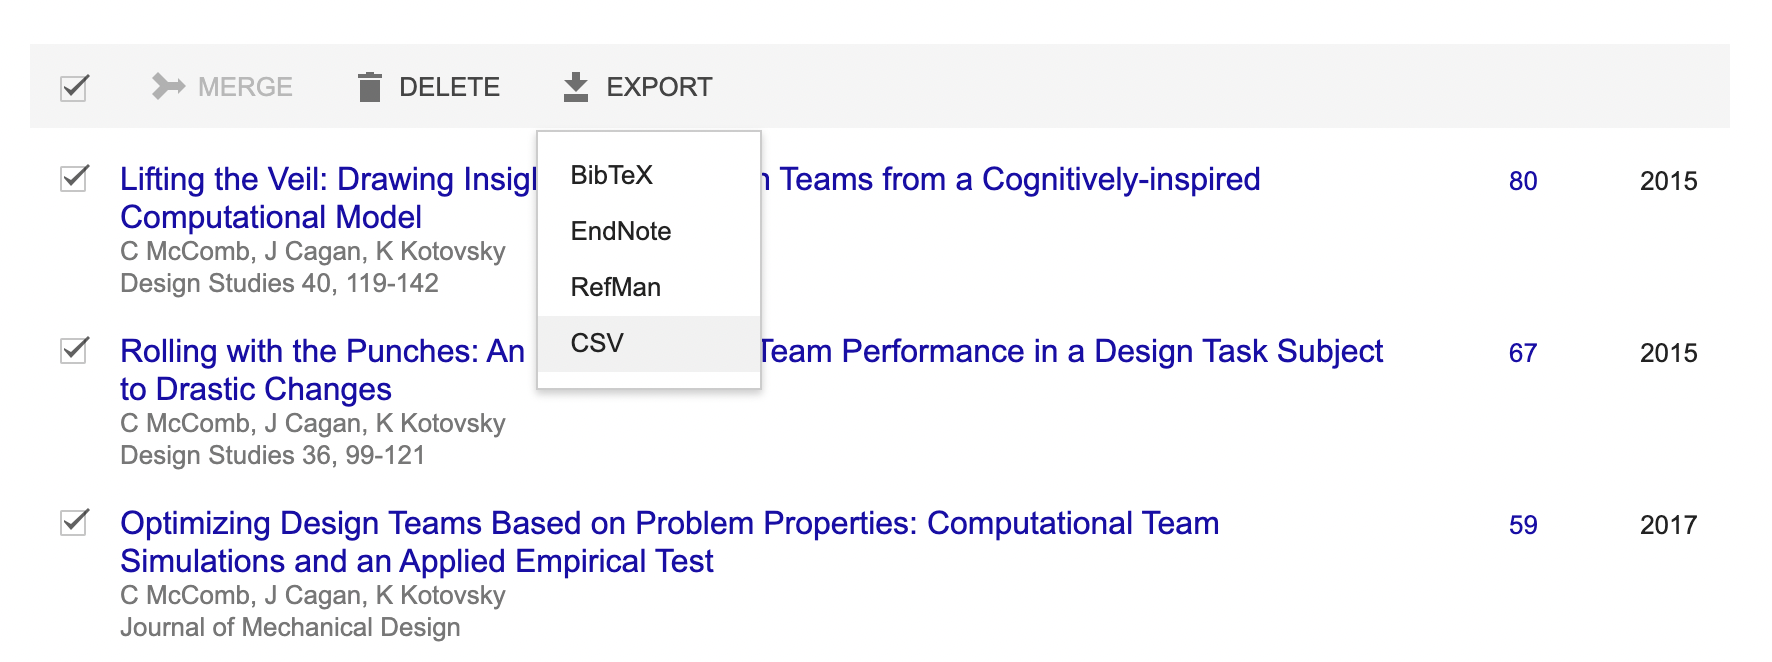 MERGE DELETE EXPORT
BibTeX
EndNote
RefMan
CSV
Lifting the Veil: Drawing Teams from a Cognitively-inspired 80 2015
Computational Model
C McComb, J Cagan, K Kotovsky
Design Studies 40, 119-142
Rolling with the Punches: An Team Performance in a Design Task Subject 67 2015
to Drastic Changes
C McComb, J Cagan, K Kotovsky
Design Studies 36, 99-121
Optimizing Design Teams Based on Problem Properties: Computational Team 59 2017
Simulations and an Applied Empirical Test
C McComb, J Cagan, K Kotovsky
Journal of Mechanical Design